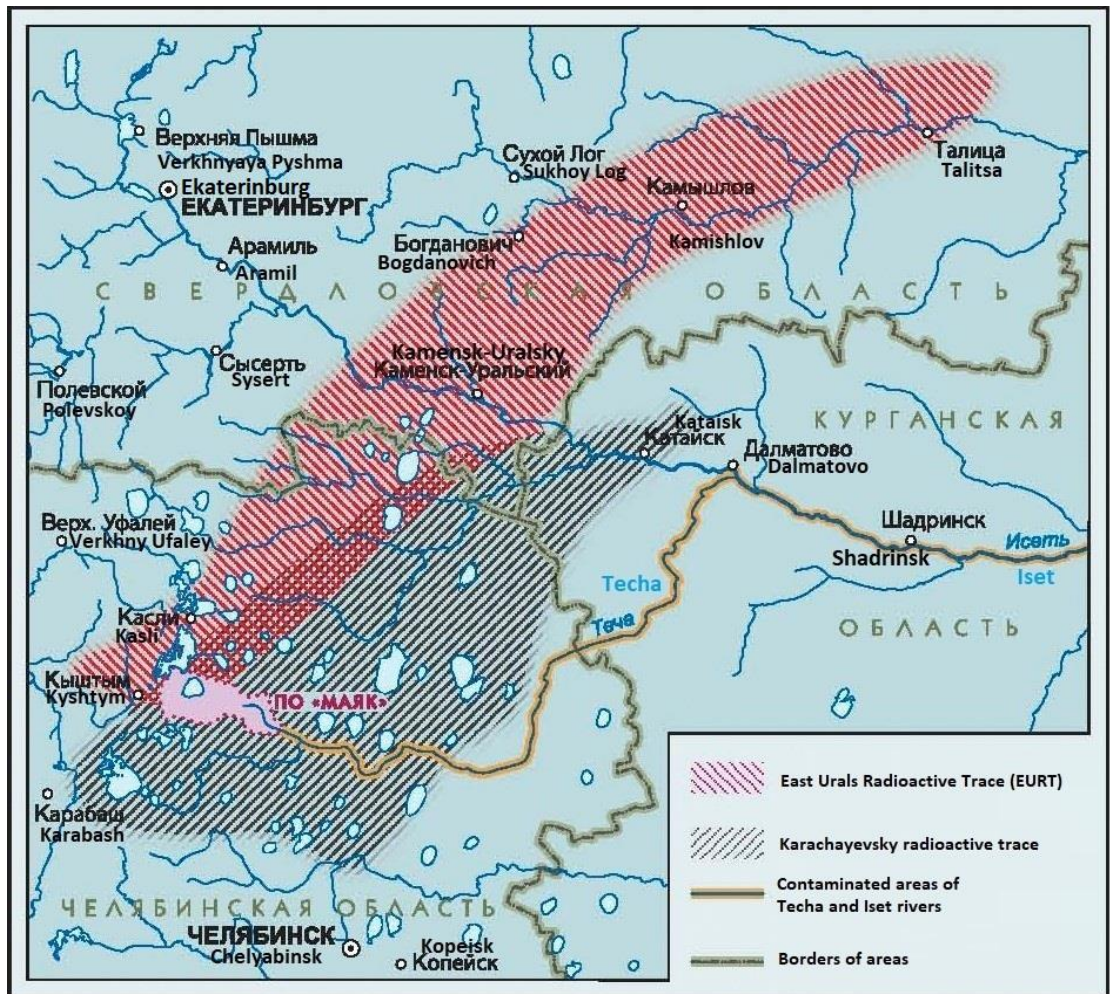 Верхняя Пышма
Verkhnyaya Pyshma
Ekaterinburg
ЕКАТЕРИНБУРГ
Сухой Лог
Sukhoy Log
Талица
Talitsa
Камышлов
Kamishlov
Арамиль
Aramil
Богданович
Bogdanovich
СВЕРДЛОВСКАЯ ОБЛАСТЬ
Сысерть
Sysert
Полевской
Polevskoy
Kamensk-Uralsky
Каменск-Уральский
КУРГАНСКАЯ
Kataisk
Катайск
Далматово
Dalmatovo
Верх. Уфалей
Verkhny Ufaley
Шадринск
Shadrinsk
Исеть
Iset
Techa
Теча
ОБЛАСТЬ
Касли
Kasli
Кыштым
Kyshtym
ПО «МАЯК»
Карабаш
Karabash
ЧЕЛЯБИНСКАЯ ОБЛАСТЬ
ЧЕЛЯБИНСК
Chelyabinsk
Kopeisk
Копейск
East Urals Radioactive Trace (EURT)
Karachayevsky radioactive trace
Contaminated areas of
Techa and Iset rivers
Borders of areas